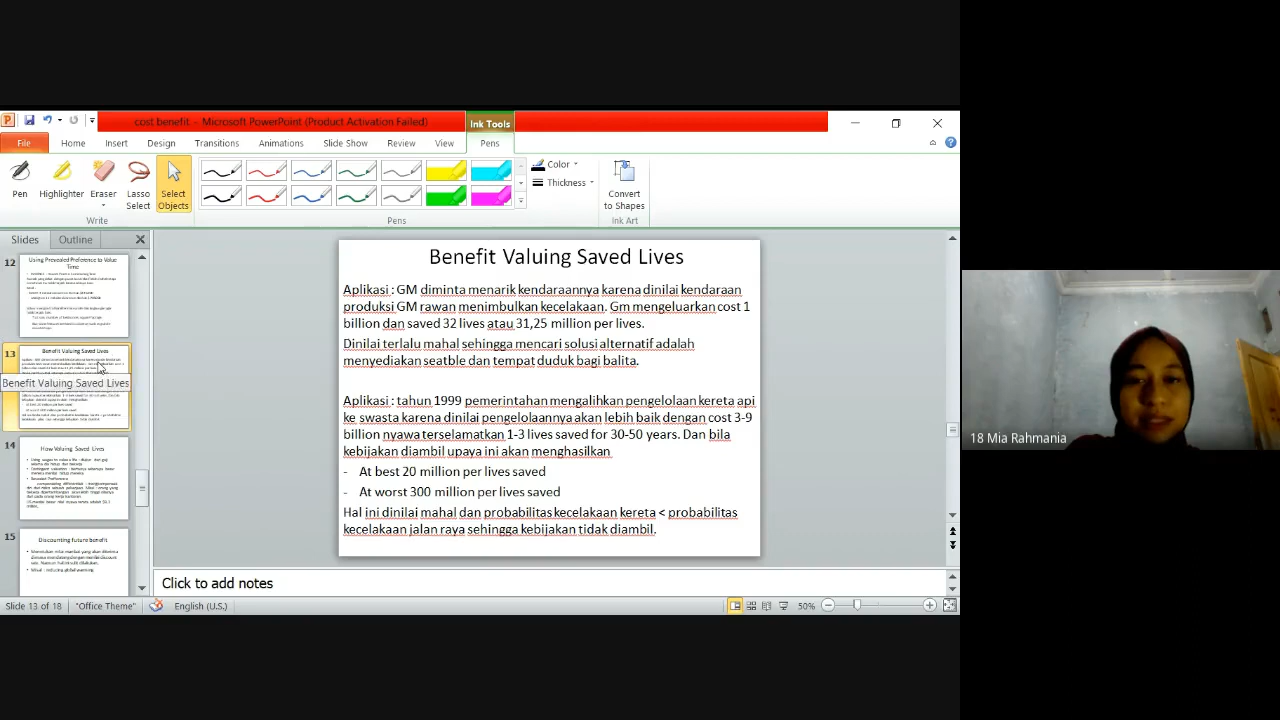 cost benefit - Microsoft PowerPoint (Product Activation Failed)
Ink Tools
File
Home
Insert
Design
Transitions
Animations
Slide Show
Review
View
Pens
Pen
Highlighter
Eraser
Lasso Select
Select Objects
Color
Thickness
Convert to Shapes
Write
Pens
Ink Art
Slides
Outline
12
Time
13
Benefit Valuing Saved Lives
Benefit Valuing Saved Lives
14
How Valuing Saved Lives
15
Discounting future benefit
Benefit Valuing Saved Lives
Aplikasi : GM diminta menarik kendaraannya karena dinilai kendaraan
produksi GM rawan menimbulkan kecelakaan. Gm mengeluarkan cost 1
billion dan saved 32 lives atau 31,25 million per lives.
Dinilai terlalu mahal sehingga mencari solusi alternatif adalah
menyediakan seatble dan tempat duduk bagi balita.
Aplikasi : tahun 1999 pemerintahan mengalihkan pengelolaan kereta api
ke swasta karena dinilai pengelolaannya akan lebih baik dengan cost 3-9
billion nyawa terselamatkan 1-3 lives saved for 30-50 years. Dan bila
kebijakan diambil upaya itu akan menghasilkan
At best 20 million per lives saved
At worst 300 million per lives saved
Hal ini dinilai mahal dan probabilitas kecelakaan kereta < probabilitas
kecelakaan jalan raya sehingga kebijakan tidak diambil.
Click to add notes
Slide 13 of 18
"Office Theme"
English (U.S.)
50%
18 Mia Rahmania